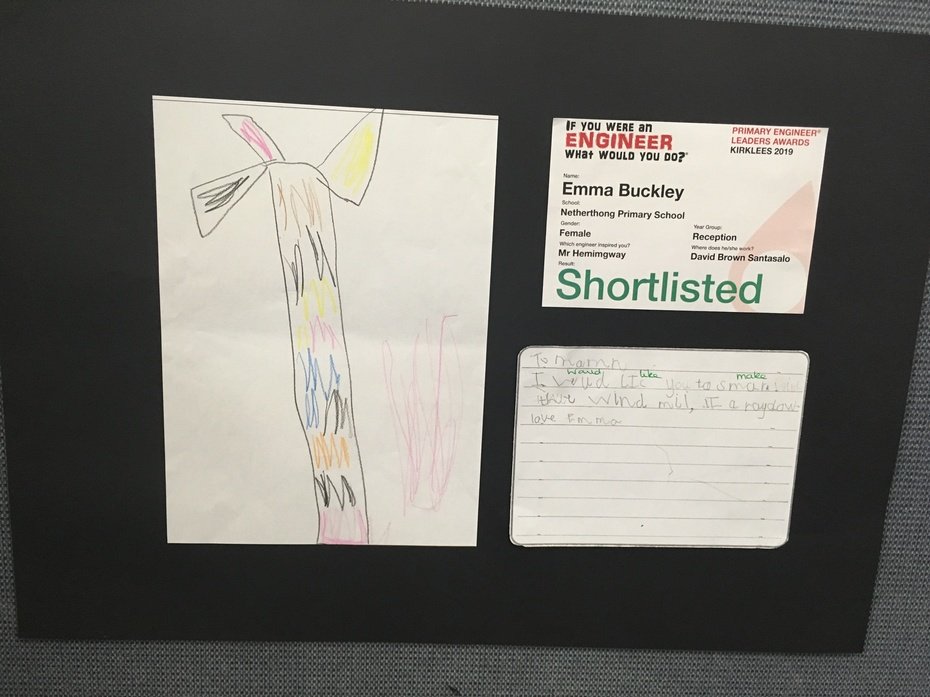 IF YOU WERE AN
ENGINEER
WHAT WOULD YOU DO?®
PRIMARY ENGINEER®
LEADERS AWARDS
KIRKLEES 2019
Name:
Emma Buckley
School:
Netherthong Primary School
Gender:
Female
Year Group:
Reception
Which engineer inspired you?
Mr Hemimgway
Where does he/she work?
David Brown Santasalo
Result:
Shortlisted
To
would like make
I you to
wind mil, a
love Emma